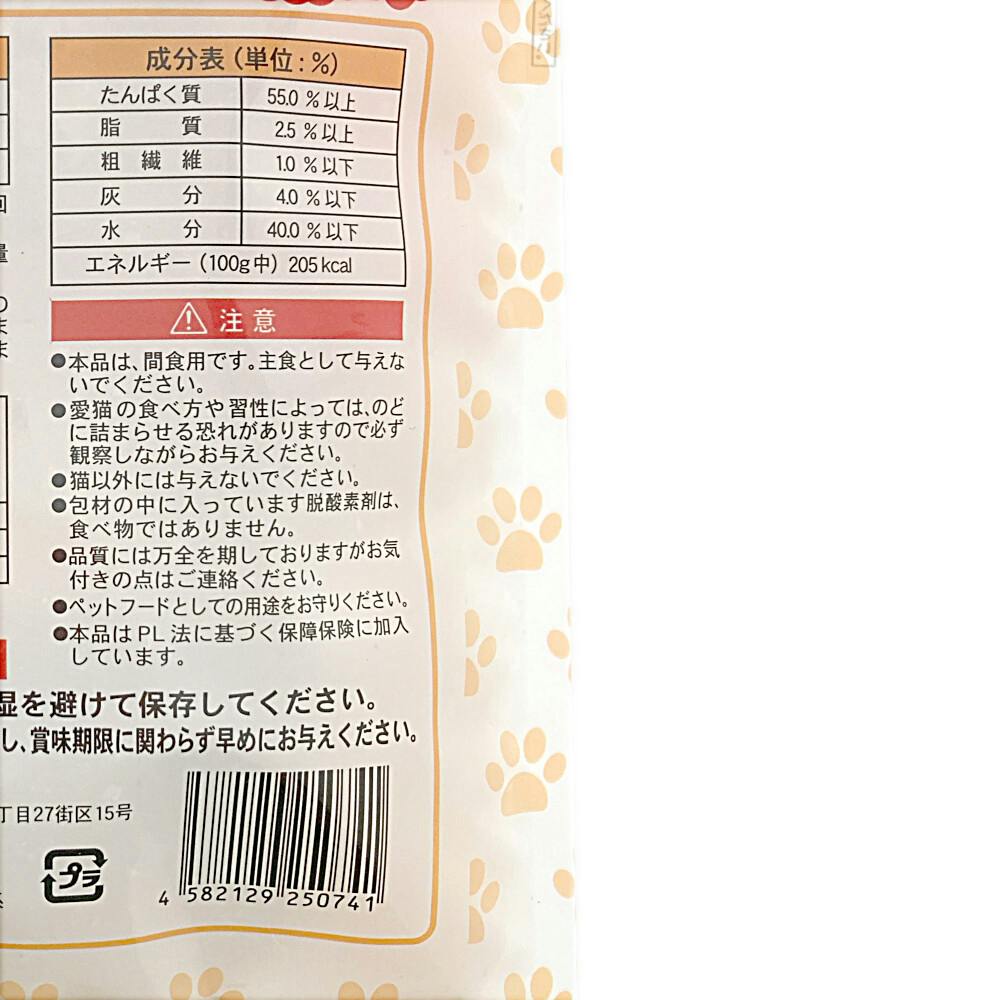 成分表(単位:%)
たんぱく質 55.0 %以上
脂質 2.5 %以上
粗繊維 1.0 %以下
灰分 4.0 %以下
水分 40.0 %以下
エネルギー(100g中) 205kcal
注意
●本品は、間食用です。主食として与えな
いでください。
●愛猫の食べ方や習性によっては、のど
に詰まらせる恐れがありますので必ず
観察しながらお与えください。
●猫以外には与えないでください。
●包材の中に入っています脱酸素剤は、
食べ物ではありません。
●品質には万全を期しておりますがお気
付きの点はご連絡ください。
●ペットフードとしての用途をお守りください。
●本品はPL法に基づく保障保険に加入
しています。
湿を避けて保存してください。
し、賞味期限に関わらず早めにお与えください。
丁目27街区15号
プラ
4 582129 250741